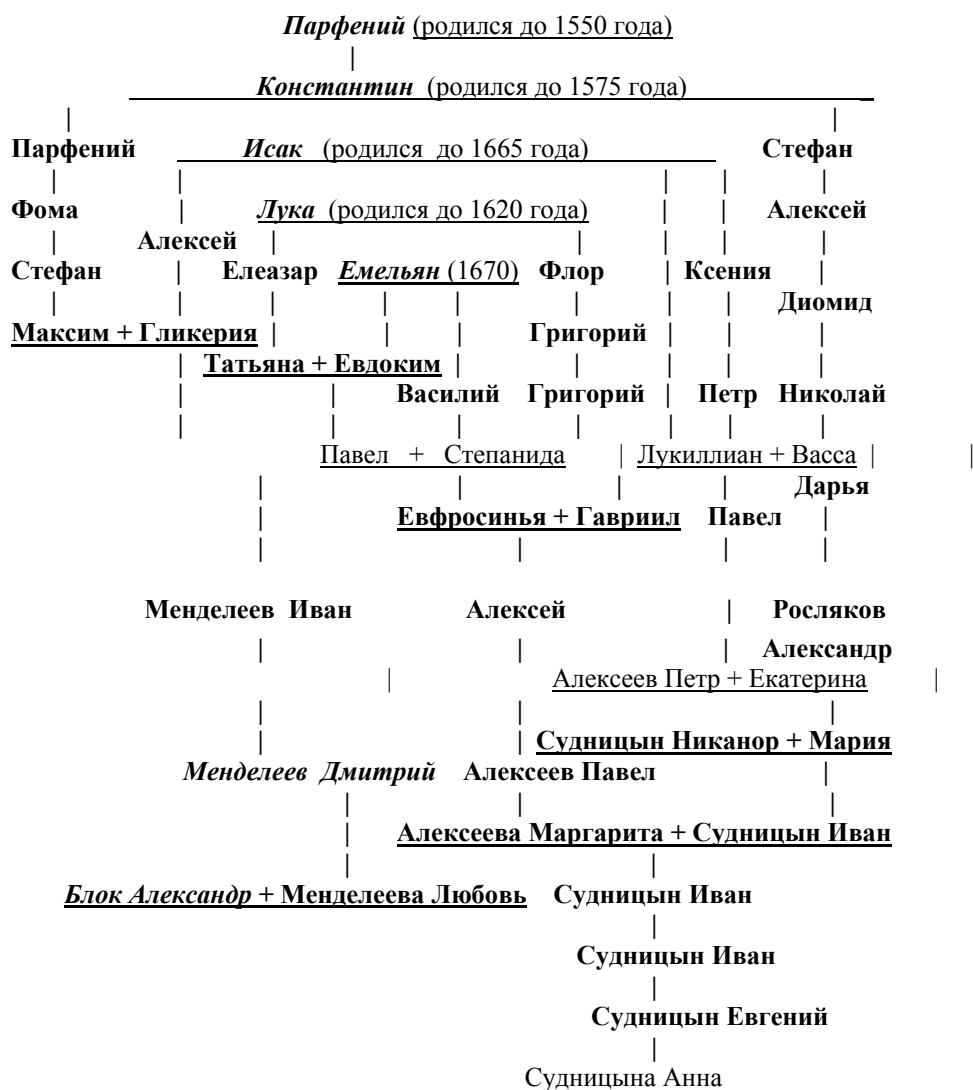 Парфений (родился до 1550 года)
Константин (родился до 1575 года)
Парфений Исак (родился до 1665 года) Стефан
Фома Лука (родился до 1620 года) Алексей
Алексей
Стефан Елеазар Емельян (1670) Флор Ксения
Диомид
Максим + Гликерия Григорий
Татьяна + Евдоким
Василий Григорий Петр Николай
Павел + Степанида Лукиллиан + Васса
Дарья
Евфросинья + Гавриил Павел
Менделеев Иван Алексей Росляков
Александр
Алексеев Петр + Екатерина
Судницын Никанор + Мария
Менделеев Дмитрий Алексеев Павел
Алексеева Маргарита + Судницын Иван
Блок Александр + Менделеева Любовь Судницын Иван
Судницын Иван
Судницын Евгений
Судницына Анна